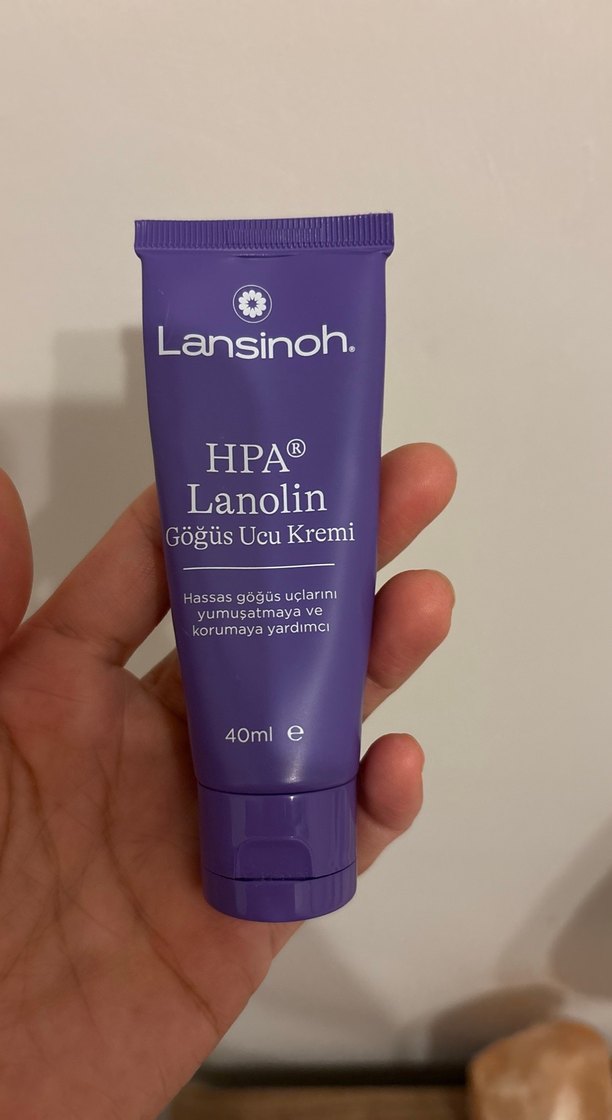 Lansinoh®
HPA®
Lanolin
Göğüs Ucu Kremi
Hassas göğüs uçlarını
yumuşatmaya ve
korumaya yardımcı
40ml e